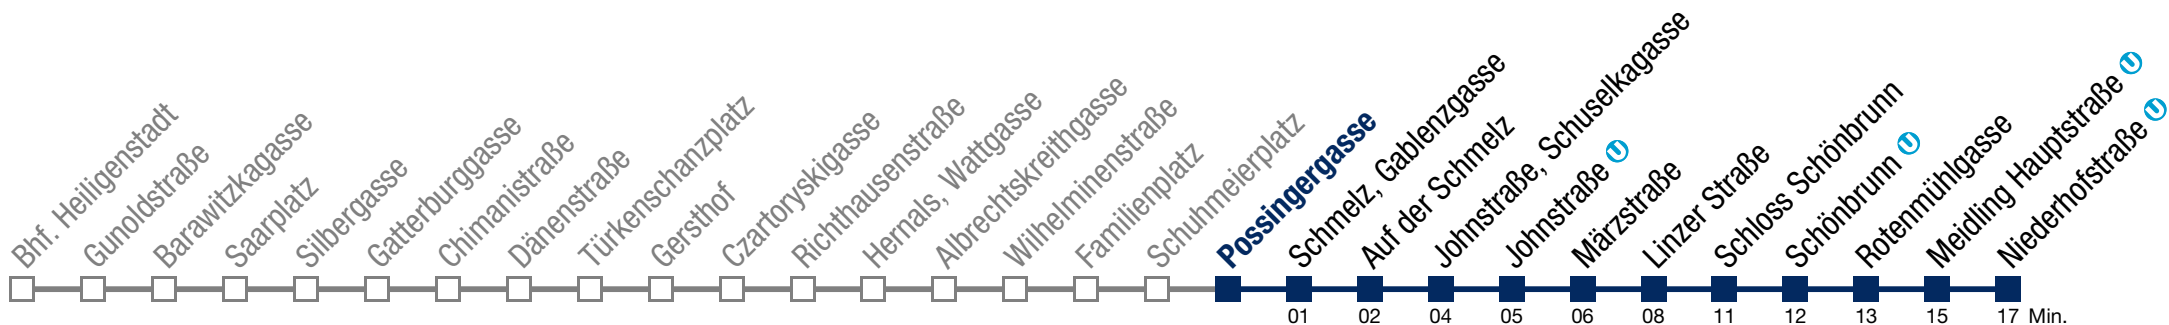 Bhf. Heiligenstadt
Gunoldstraße
Barawitzkagasse
Saarplatz
Silbergasse
Gatterburggasse
Chimanistraße
Dänenstraße
Türkenschanzplatz
Gersthof
Czartoryskigasse
Richthausenstraße
Hernals, Wattgasse
Albrechtskreithgasse
Wilhelminenstraße
Familienplatz
Schuhmeierplatz
Possingergasse
Schmelz, Gablenzgasse
Auf der Schmelz
Johnstraße, Schuselkagasse
Johnstraße U
Märzstraße
Linzer Straße
Schloss Schönbrunn
Schönbrunn U
Rotenmühlgasse
Meidling Hauptstraße U
Niederhofstraße U
01 02 04 05 06 08 11 12 13 15 17 Min.